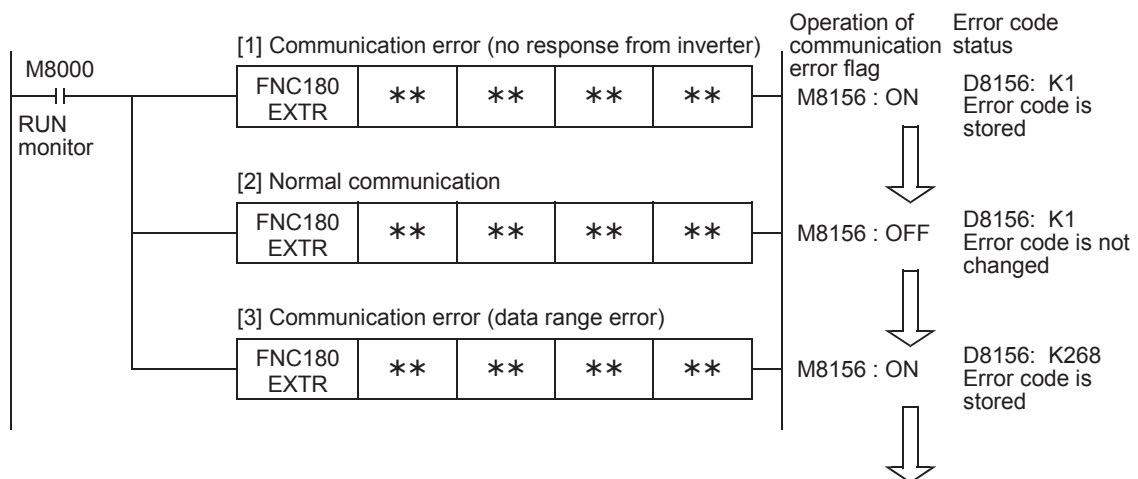 Operation of communication error flag
Error code status
M8000
RUN
monitor
[1] Communication error (no response from inverter)
FNC180
EXTR
** ** ** **
M8156 : ON
D8156: K1
Error code is
stored
[2] Normal communication
FNC180
EXTR
** ** ** **
M8156 : OFF
D8156: K1
Error code is not
changed
[3] Communication error (data range error)
FNC180
EXTR
** ** ** **
M8156 : ON
D8156: K268
Error code is
stored